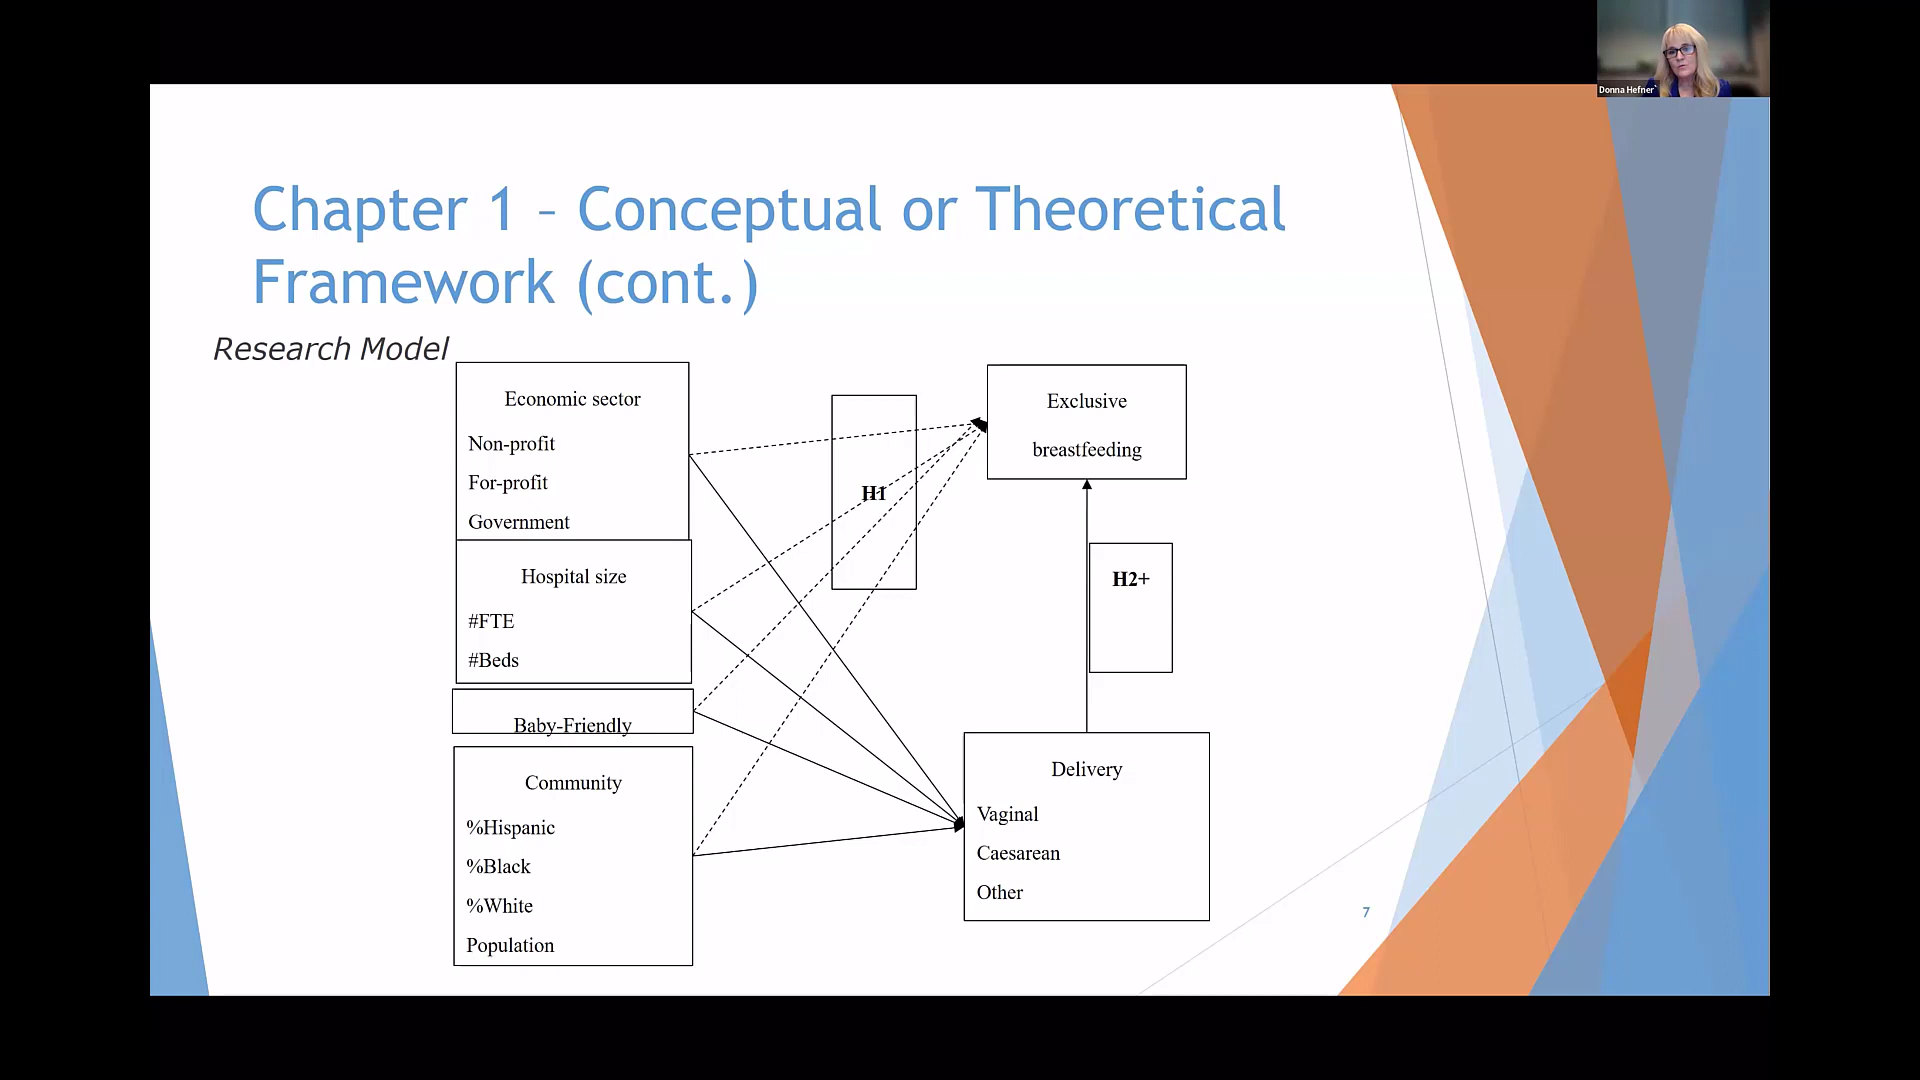 Donna Hefner`
Chapter 1 – Conceptual or Theoretical
Framework (cont.)
Research Model
Economic sector
Non-profit
For-profit
Government
Hospital size
#FTE
#Beds
Baby-Friendly
Community
%Hispanic
%Black
%White
Population
H1
Exclusive
breastfeeding
H2+
Delivery
Vaginal
Caesarean
Other
7